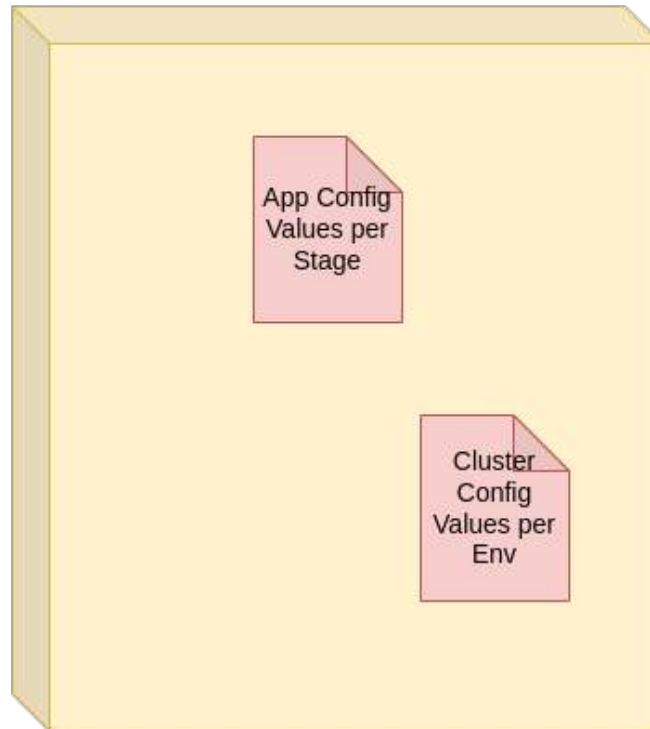 App Config
Values per
Stage
Cluster
Config
Values per
Env